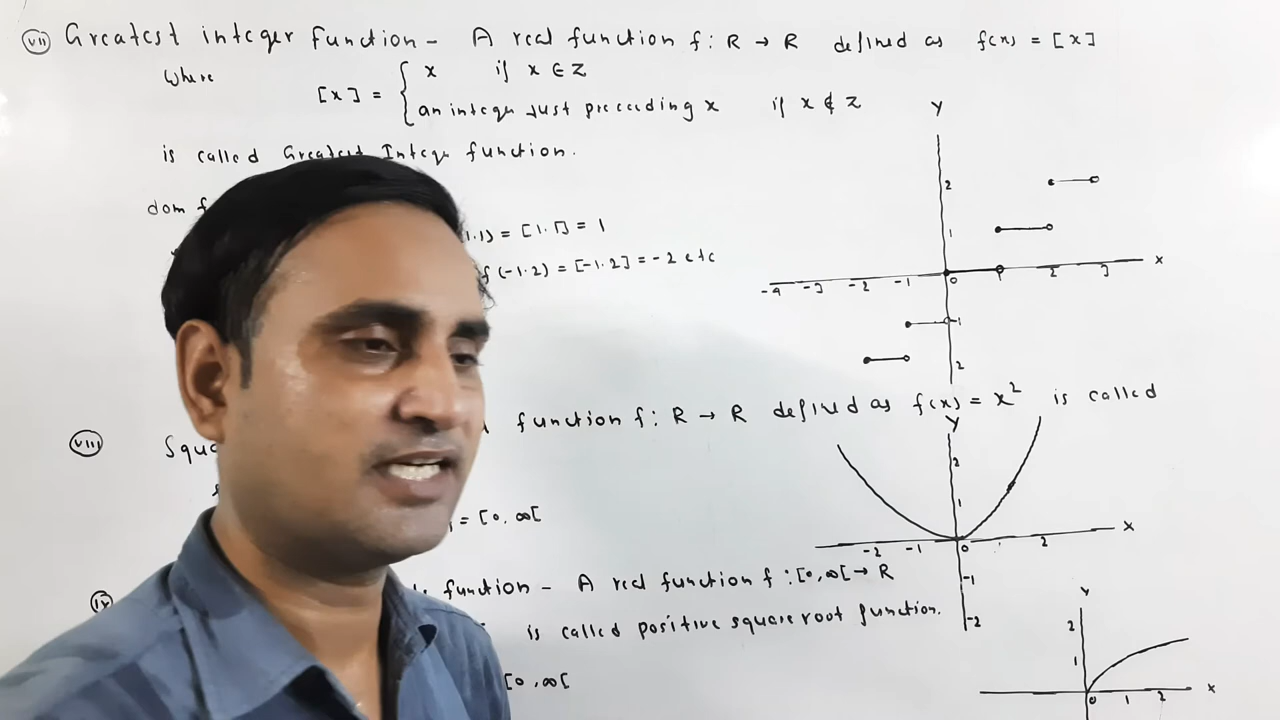 (vii) Greatest integer function - A real function f : R → R defined as f(x) = [x]
Where
[x] = { x if x ∈ Z
an integer Just preceeding x if x ∉ Z
is called Greatest Integer function.
dom f
1.1) = [1.1] = 1
f(-1.2) = [-1.2] = -2 etc
Y
2
1
-4 -3 -2 -1 0 1 2 3 X
-1
2
(viii) Squa function f : R → R defined as f(x) = x² is called
= [0, ∞[
Y
2
1
-2 -1 0 2 X
-1
-2
(ix) function - A real function f : [0, ∞[ → R
is called positive square root function.
[0, ∞[
Y
2
1
0 1 2 X